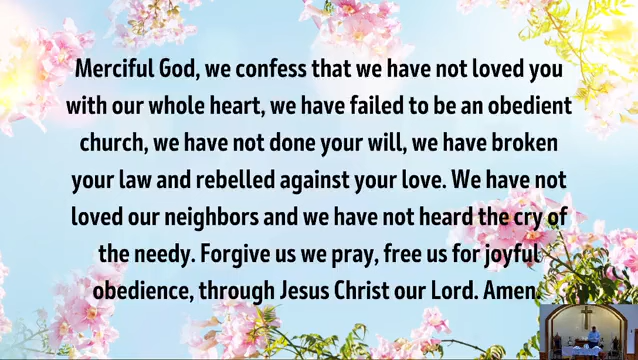 Merciful God, we confess that we have not loved you
with our whole heart, we have failed to be an obedient
church, we have not done your will, we have broken
your law and rebelled against your love. We have not
loved our neighbors and we have not heard the cry of
the needy. Forgive us we pray, free us for joyful
obedience, through Jesus Christ our Lord. Amen.